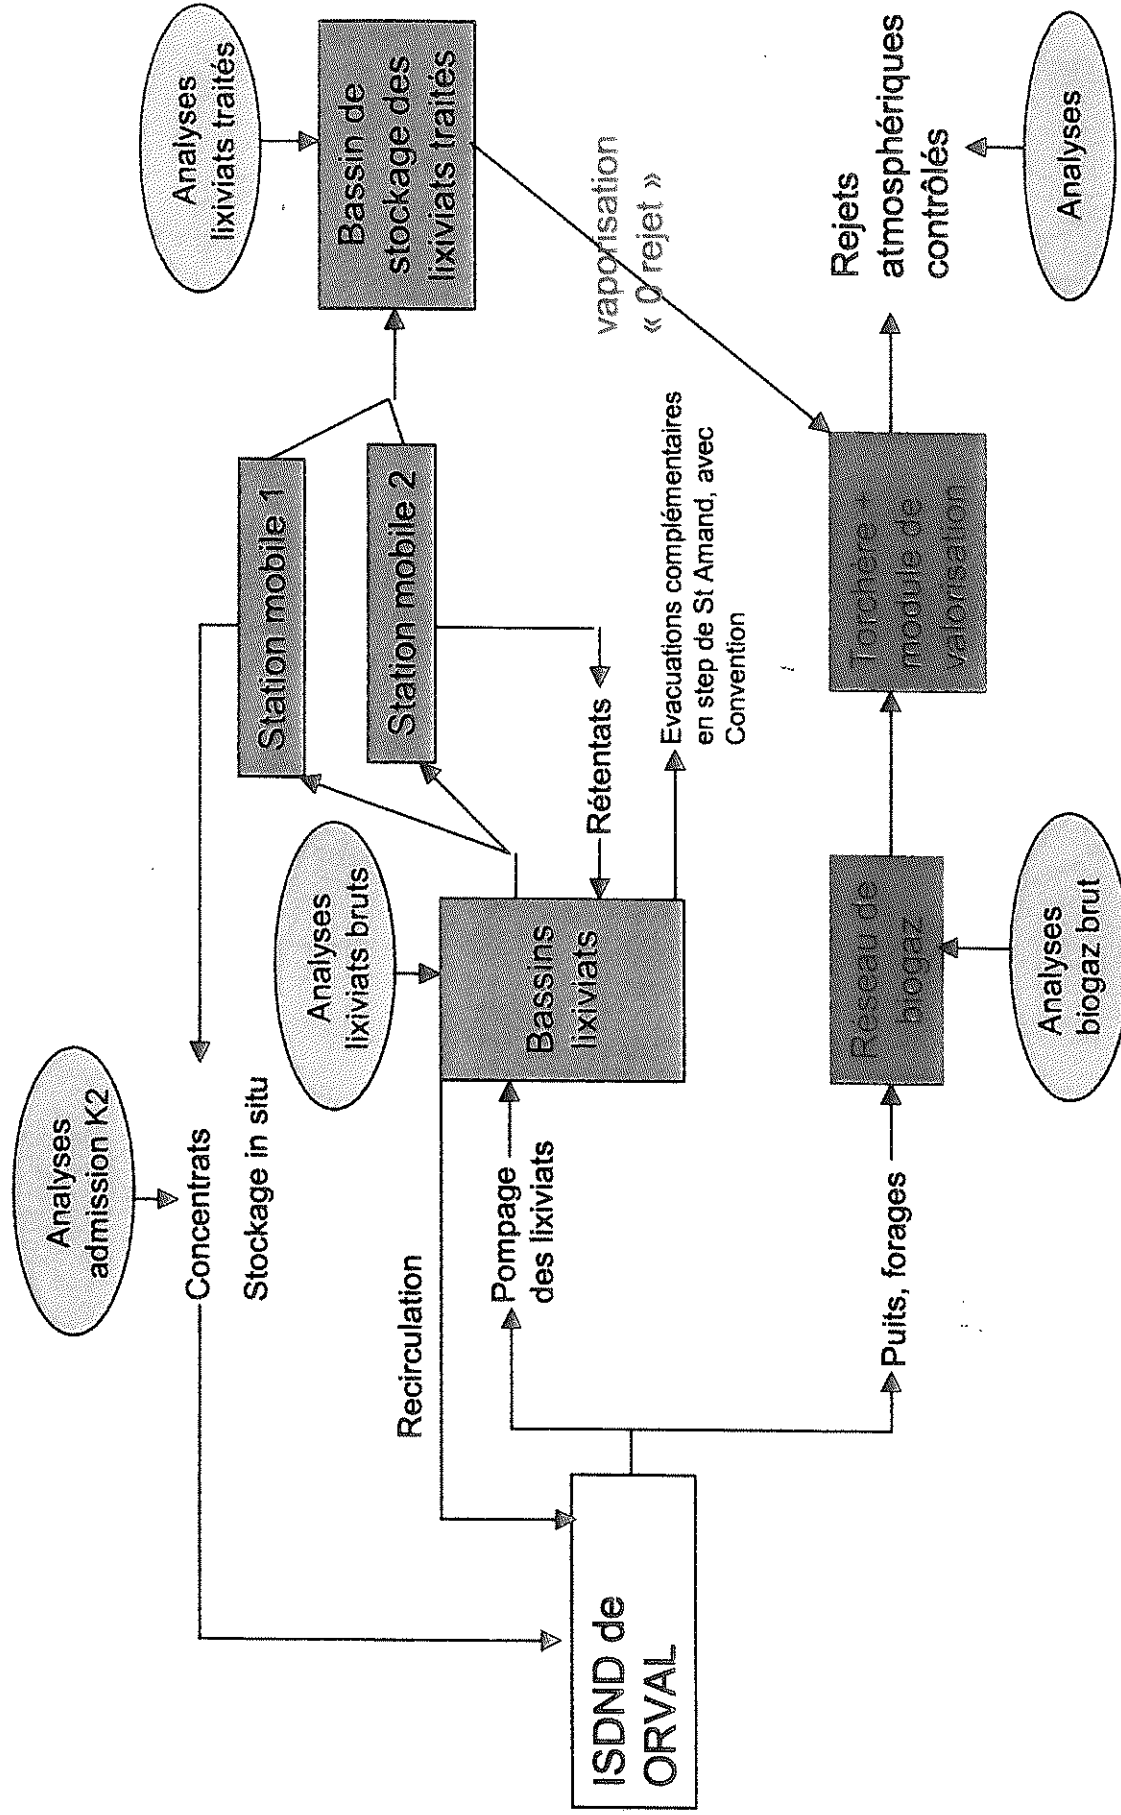 Analyses
admission K2
Concentrats
Stockage in situ
Station mobile 1
Station mobile 2
Analyses
lixiviats traités
Bassin de
stockage des
lixiviats traités
Analyses
lixiviats bruts
Recirculation
Pompage
des lixiviats
Bassins
lixiviats
Rétentats
vaporisation
« 0 rejet »
Evacuations complémentaires
en step de St Amand, avec
Convention
ISDND de
ORVAL
Puits, forages
Réseau de
biogaz
Torchère +
module de
valorisation
Rejets
atmosphériques
contrôlés
Analyses
biogaz brut
Analyses